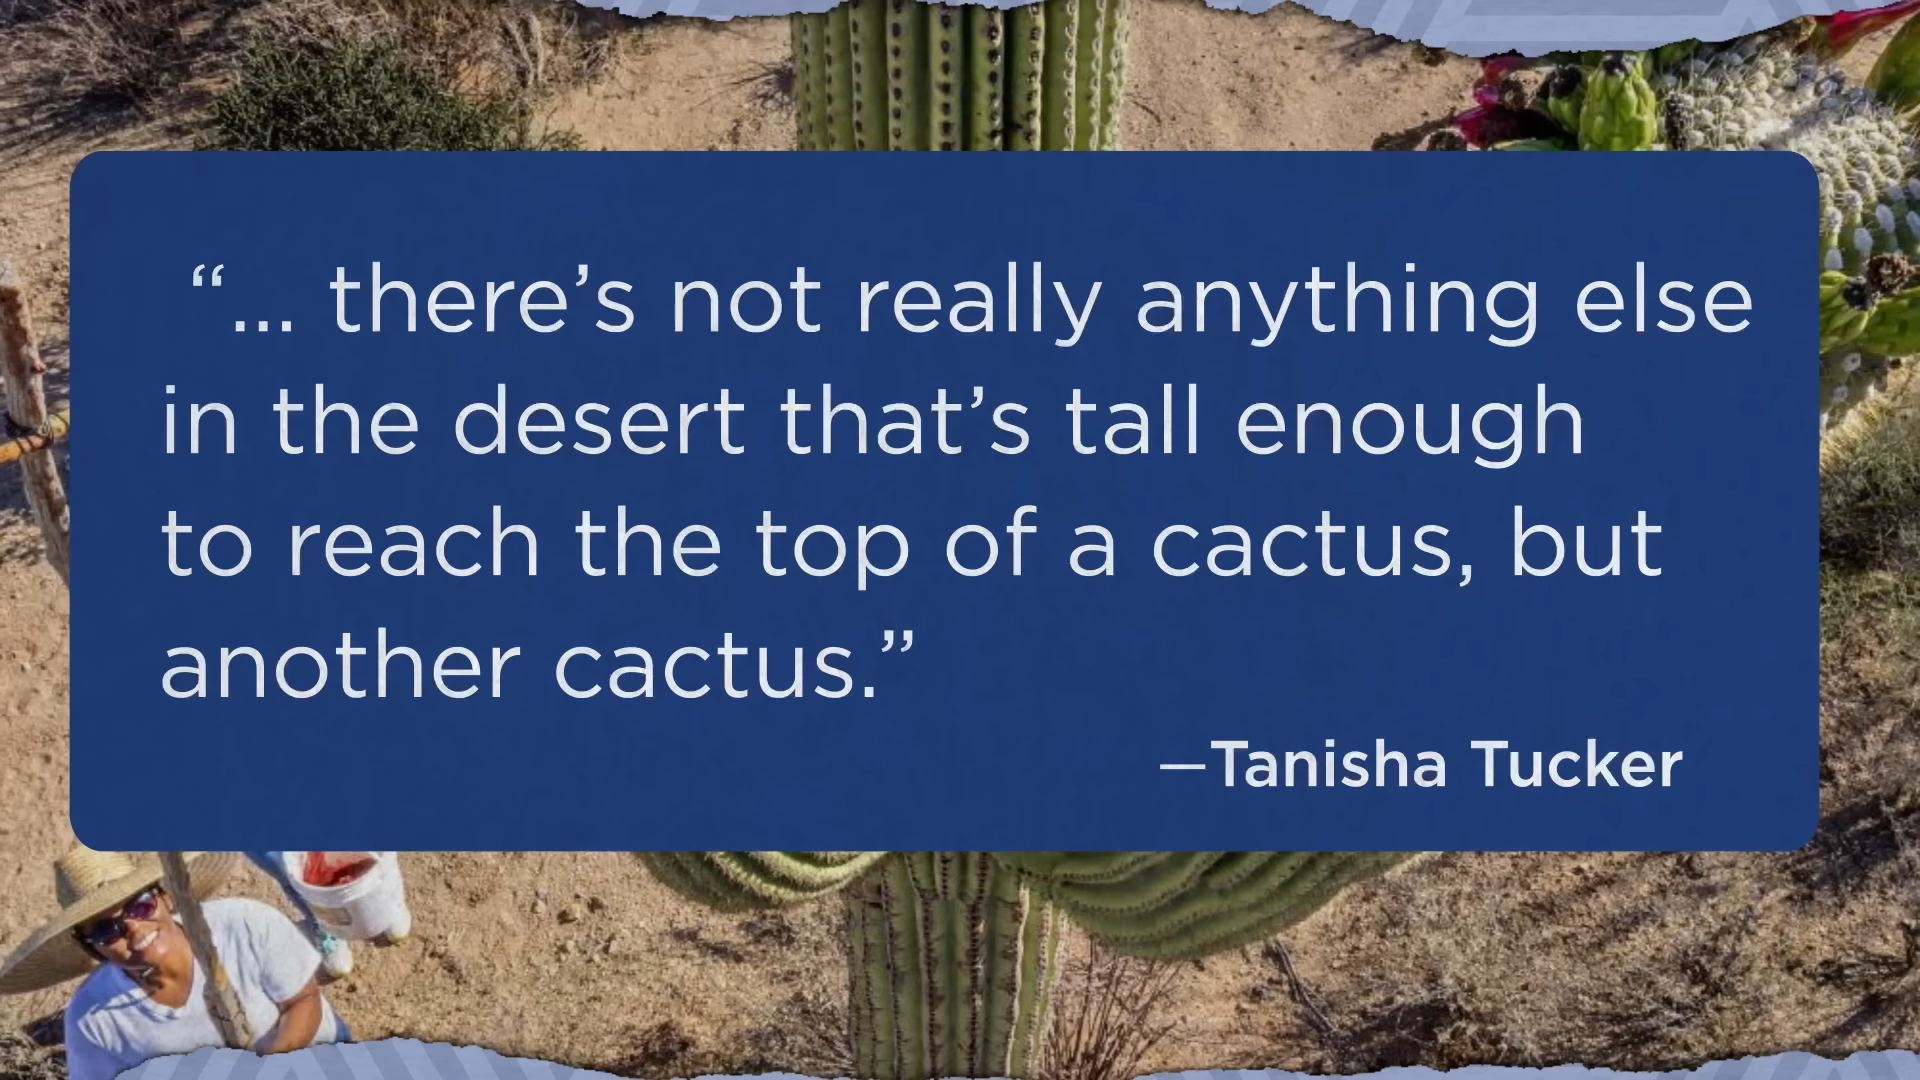 “... there’s not really anything else
in the desert that’s tall enough
to reach the top of a cactus, but
another cactus.”
—Tanisha Tucker